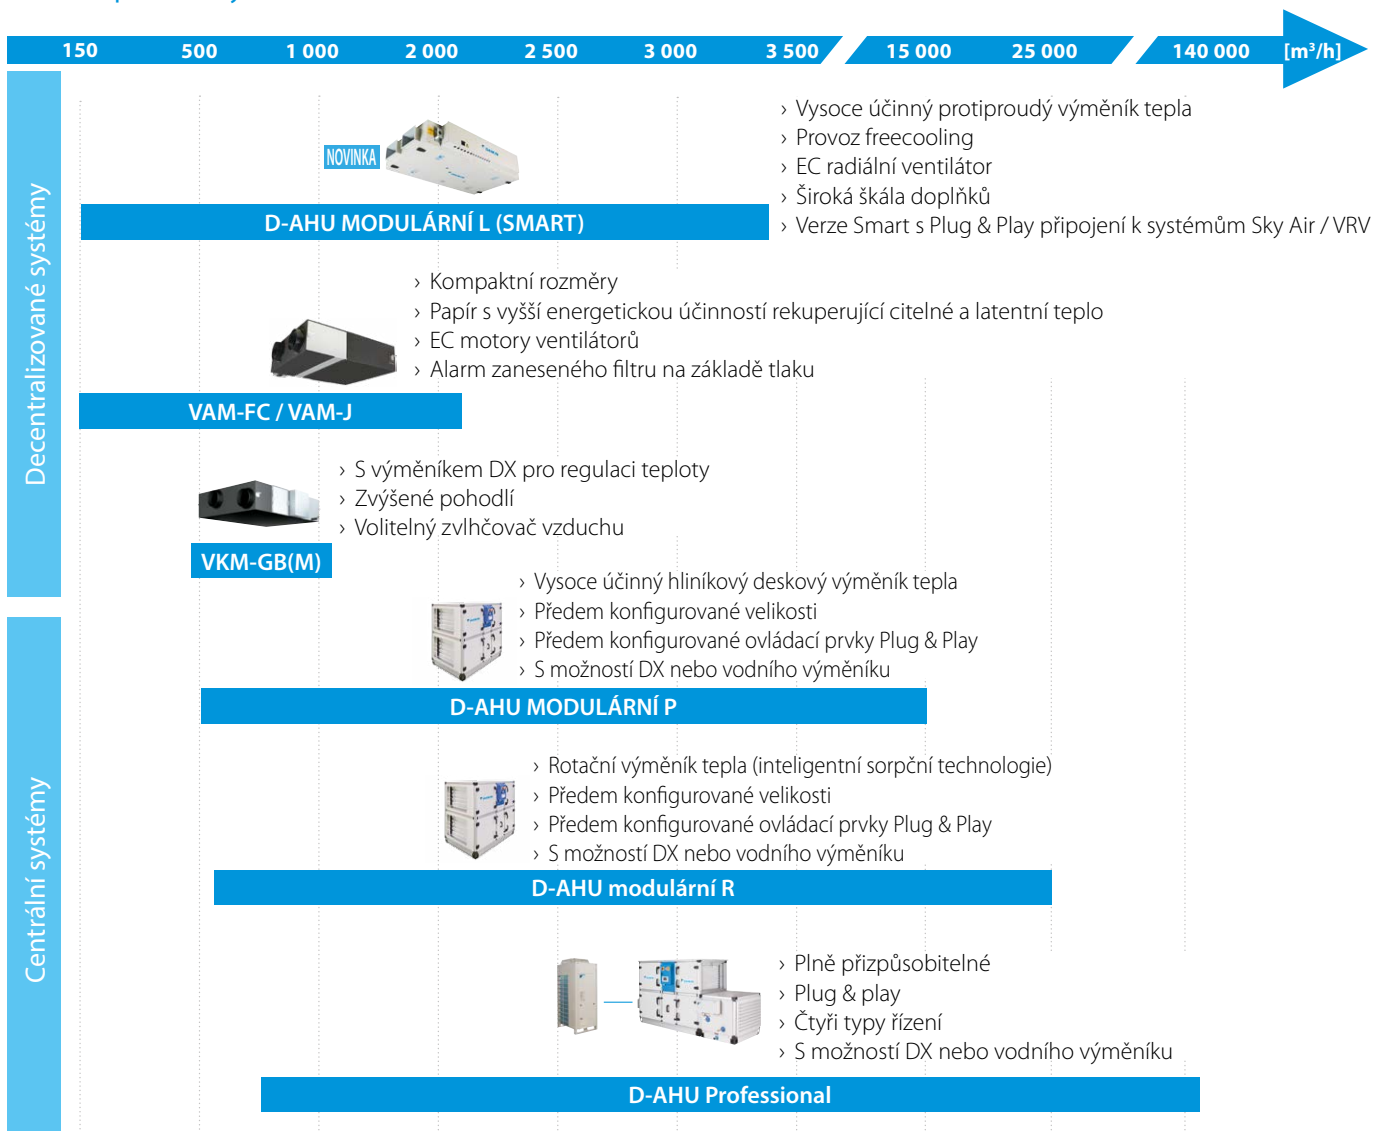 150 500 1 000 2 000 2 500 3 000 3 500 15 000 25 000 140 000 [m³/h]
Decentralizované systémy
NOVINKA
› Vysoce účinný protiproudý výměník tepla
› Provoz freecooling
› EC radiální ventilátor
› Široká škála doplňků
› Verze Smart s Plug & Play připojení k systémům Sky Air / VRV
D-AHU MODULÁRNÍ L (SMART)
› Kompaktní rozměry
› Papír s vyšší energetickou účinností rekuperující citelné a latentní teplo
› EC motory ventilátorů
› Alarm zaneseného filtru na základě tlaku
VAM-FC / VAM-J
› S výměníkem DX pro regulaci teploty
› Zvýšené pohodlí
› Volitelný zvlhčovač vzduchu
VKM-GB(M)
Centrální systémy
› Vysoce účinný hliníkový deskový výměník tepla
› Předem konfigurované velikosti
› Předem konfigurované ovládací prvky Plug & Play
› S možností DX nebo vodního výměníku
D-AHU MODULÁRNÍ P
› Rotační výměník tepla (inteligentní sorpční technologie)
› Předem konfigurované velikosti
› Předem konfigurované ovládací prvky Plug & Play
› S možností DX nebo vodního výměníku
D-AHU modulární R
› Plně přizpůsobitelné
› Plug & play
› Čtyři typy řízení
› S možností DX nebo vodního výměníku
D-AHU Professional